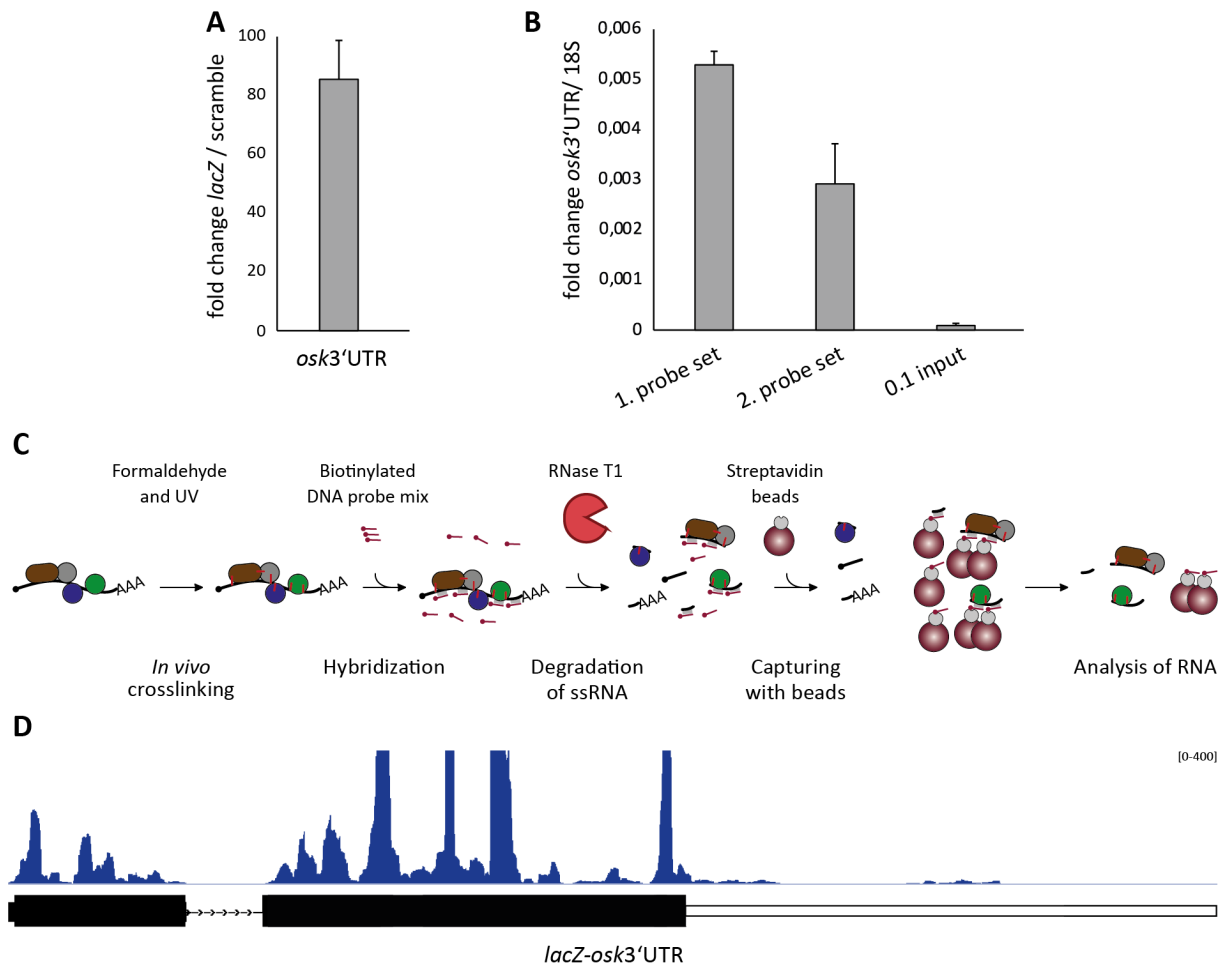 A
fold change lacZ / scramble
100
80
60
40
20
0
osk3‘UTR
B
fold change osk3‘UTR/ 18S
0,006
0,005
0,004
0,003
0,002
0,001
0
1. probe set
2. probe set
0.1 input
C
Formaldehyde
and UV
Biotinylated
DNA probe mix
RNase T1
Streptavidin
beads
AAA
AAA
AAA
AAA
AAA
In vivo
crosslinking
Hybridization
Degradation
of ssRNA
Capturing
with beads
Analysis of RNA
D
[0-400]
lacZ-osk3‘UTR